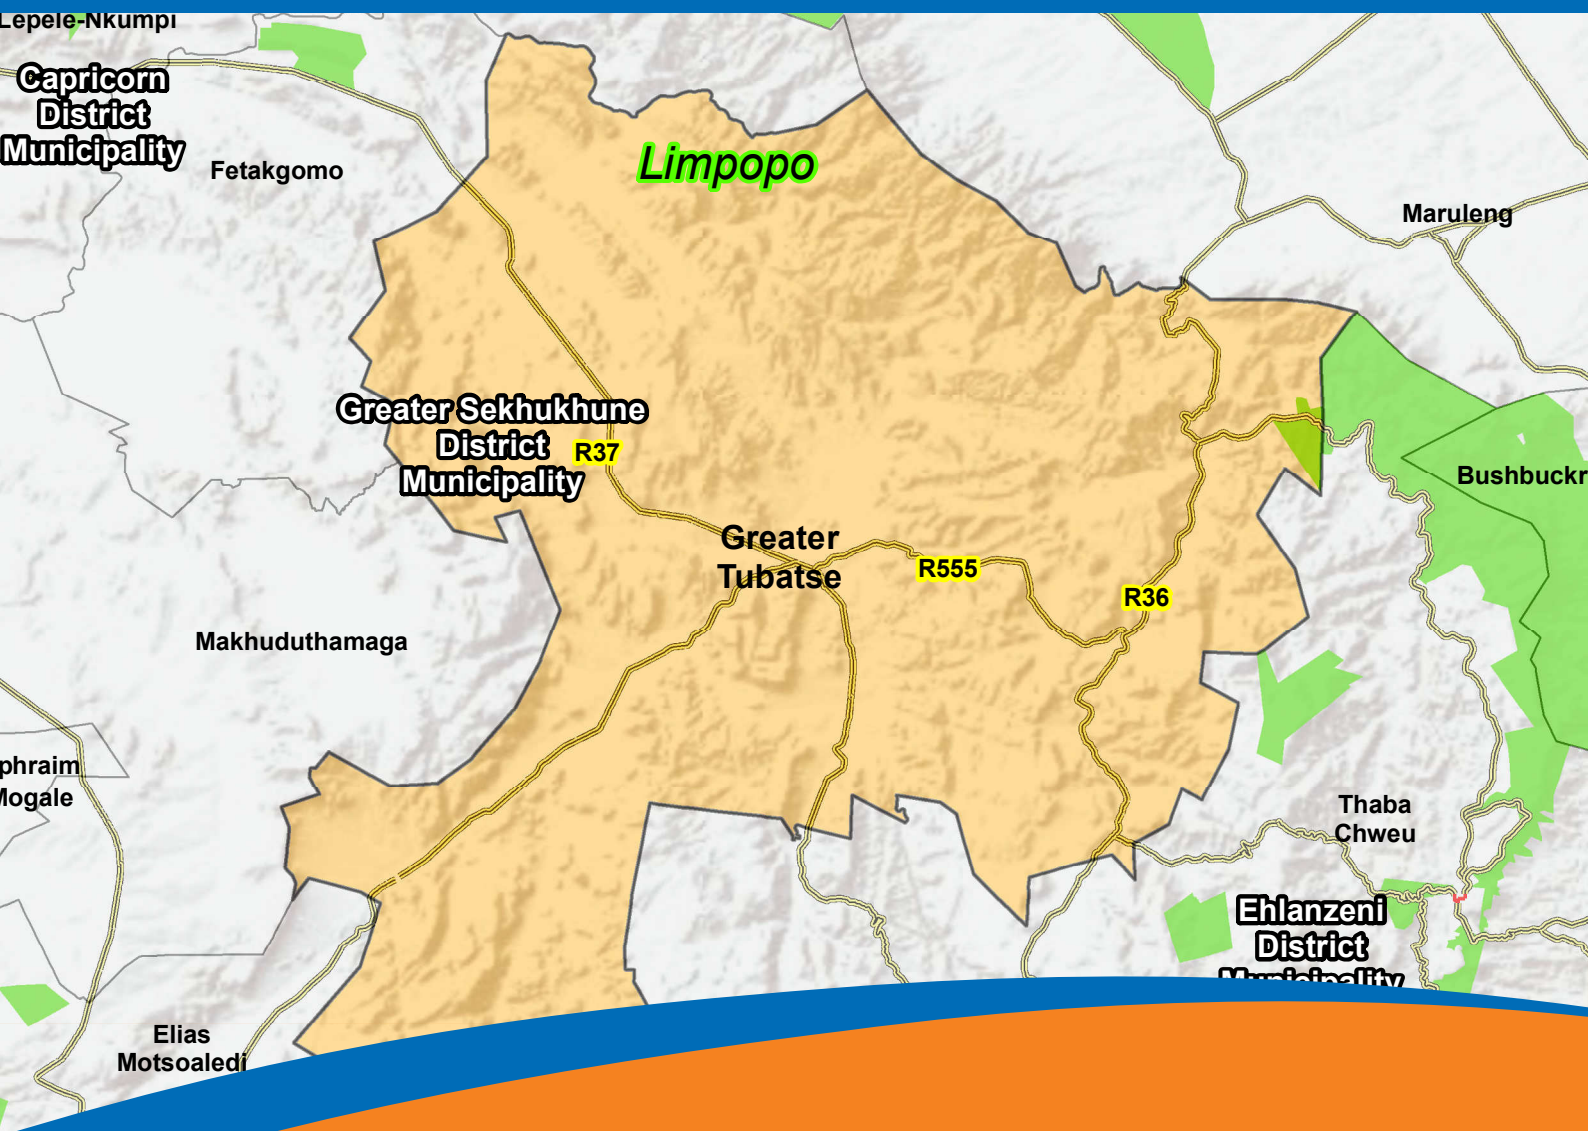 Lepele-Nkumpi
Capricorn
District
Municipality
Fetakgomo
Limpopo
Maruleng
Greater Sekhukhune
District
Municipality
R37
Bushbuckr
Greater
Tubatse
R555
R36
Makhuduthamaga
phraim
Mogale
Thaba
Chweu
Ehlanzeni
District
Municipality
Elias
Motsoaledi